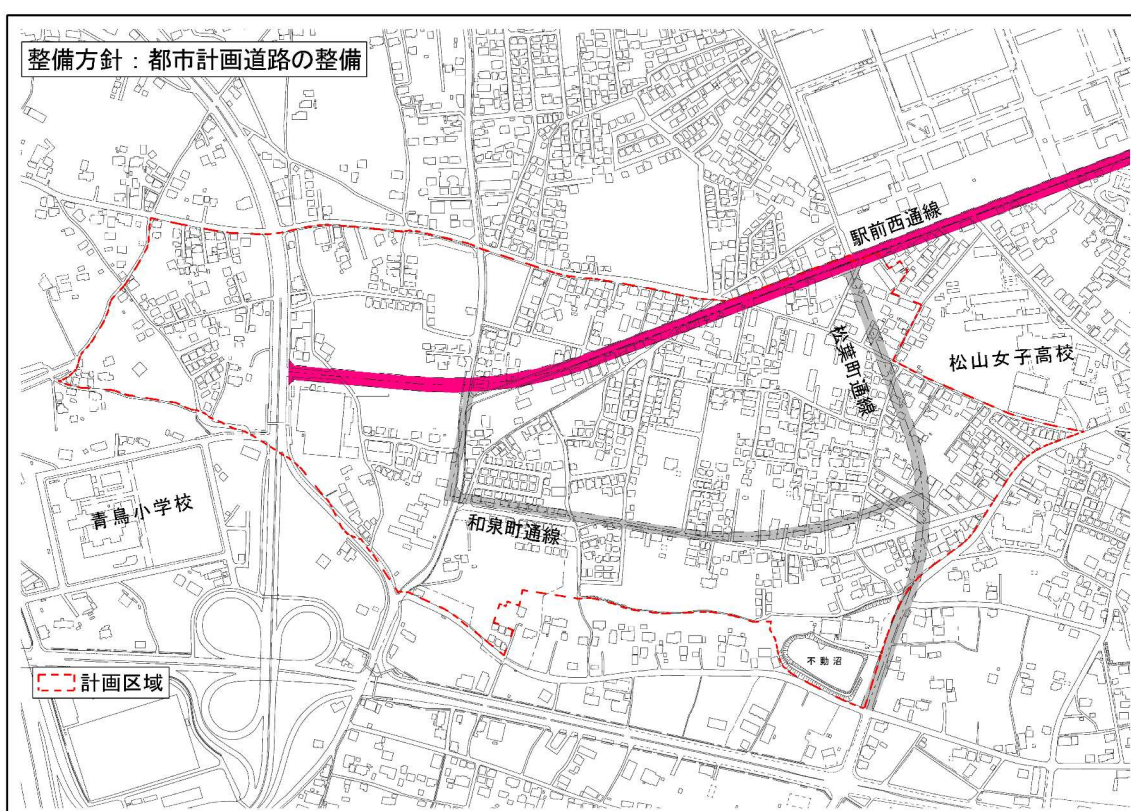 整備方針：都市計画道路の整備
駅前西通線
松葉町通線
松山女子高校
青鳥小学校
和泉町通線
不動沼
計画区域